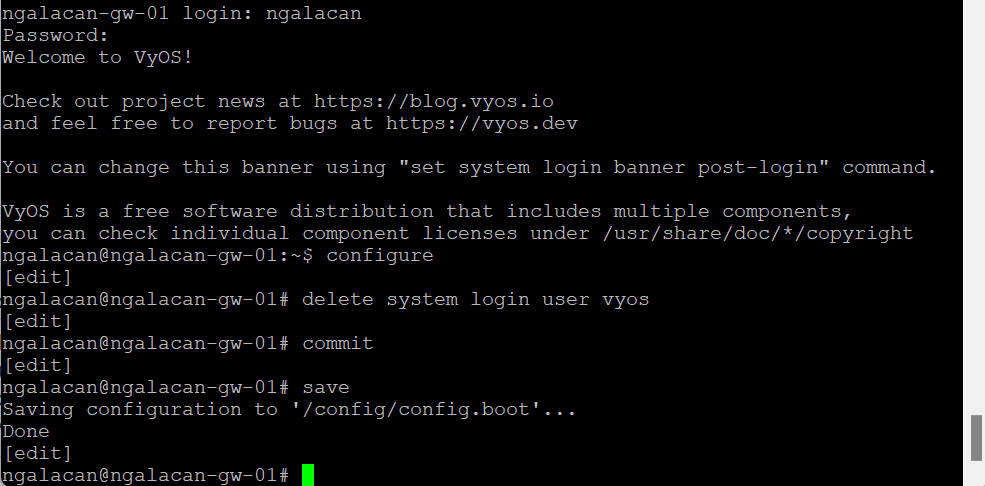 ngalacan-gw-01 login: ngalacan
Password:
Welcome to VyOS!
Check out project news at https://blog.vyos.io
and feel free to report bugs at https://vyos.dev
You can change this banner using "set system login banner post-login" command.
VyOS is a free software distribution that includes multiple components,
you can check individual component licenses under /usr/share/doc/*/copyright
ngalacan@ngalacan-gw-01:~$ configure
[edit]
ngalacan@ngalacan-gw-01# delete system login user vyos
[edit]
ngalacan@ngalacan-gw-01# commit
[edit]
ngalacan@ngalacan-gw-01# save
Saving configuration to '/config/config.boot'...
Done
[edit]
ngalacan@ngalacan-gw-01#